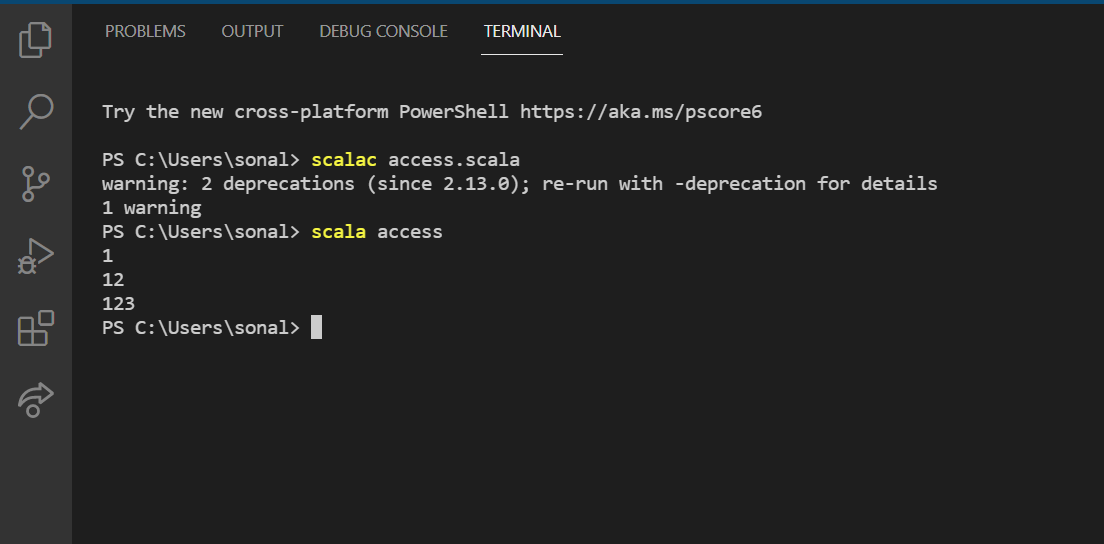 PROBLEMS OUTPUT DEBUG CONSOLE TERMINAL
Try the new cross-platform PowerShell https://aka.ms/pscore6
PS C:\Users\sonal> scalac access.scala
warning: 2 deprecations (since 2.13.0); re-run with -deprecation for details
1 warning
PS C:\Users\sonal> scala access
1
12
123
PS C:\Users\sonal>